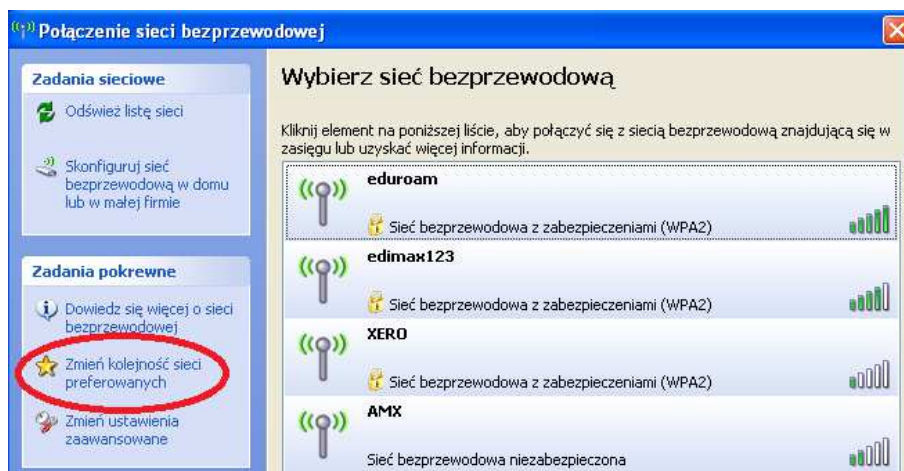 Połączenie sieci bezprzewodowej
Zadania sieciowe
Odśwież listę sieci
Skonfiguruj sieć
bezprzewodową w domu
lub w małej firmie
Zadania pokrewne
Dowiedz się więcej o sieci
bezprzewodowej
Zmień kolejność sieci
preferowanych
Zmień ustawienia
zaawansowane
Wybierz sieć bezprzewodową
Kliknij element na poniższej liście, aby połączyć się z siecią bezprzewodową znajdującą się w
zasięgu lub uzyskać więcej informacji.
eduroam
Sieć bezprzewodowa z zabezpieczeniami (WPA2)
edimax123
Sieć bezprzewodowa z zabezpieczeniami (WPA2)
XERO
Sieć bezprzewodowa z zabezpieczeniami (WPA2)
AMX
Sieć bezprzewodowa niezabezpieczona